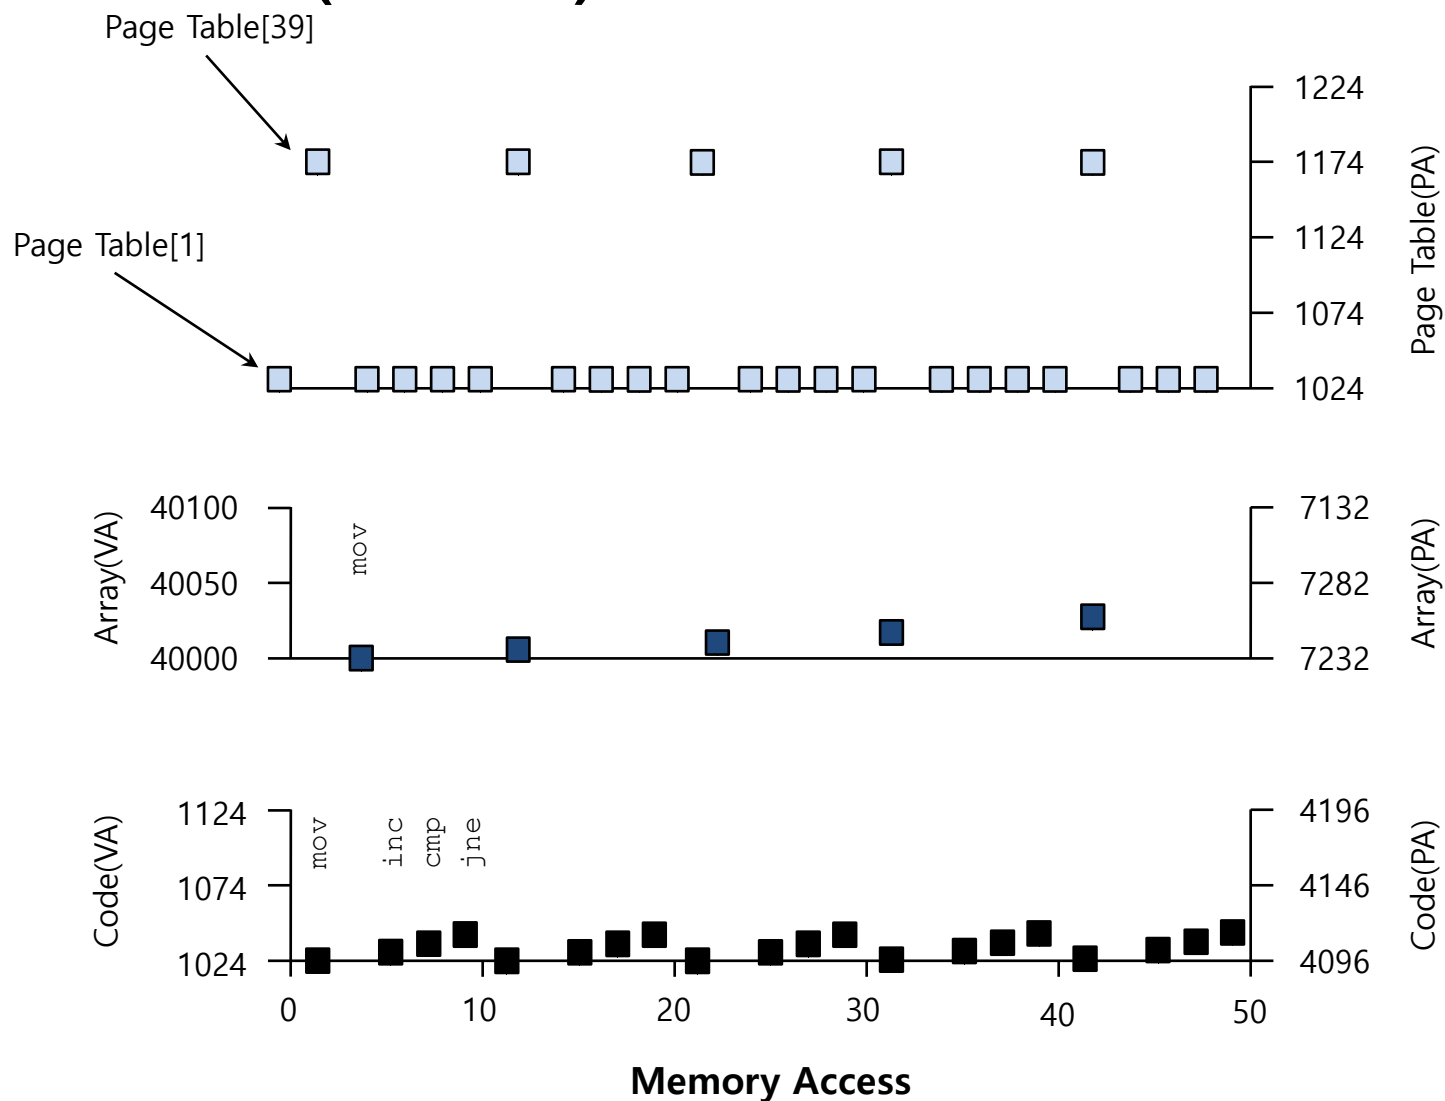 Page Table[39]
Page Table[1]
1224
1174
1124
1074
1024
Page Table(PA)
Array(VA)
40100
40050
40000
mov
7132
7282
7232
Array(PA)
Code(VA)
1124
1074
1024
mov
inc
cmp
jne
4196
4146
4096
Code(PA)
0 10 20 30 40 50
Memory Access